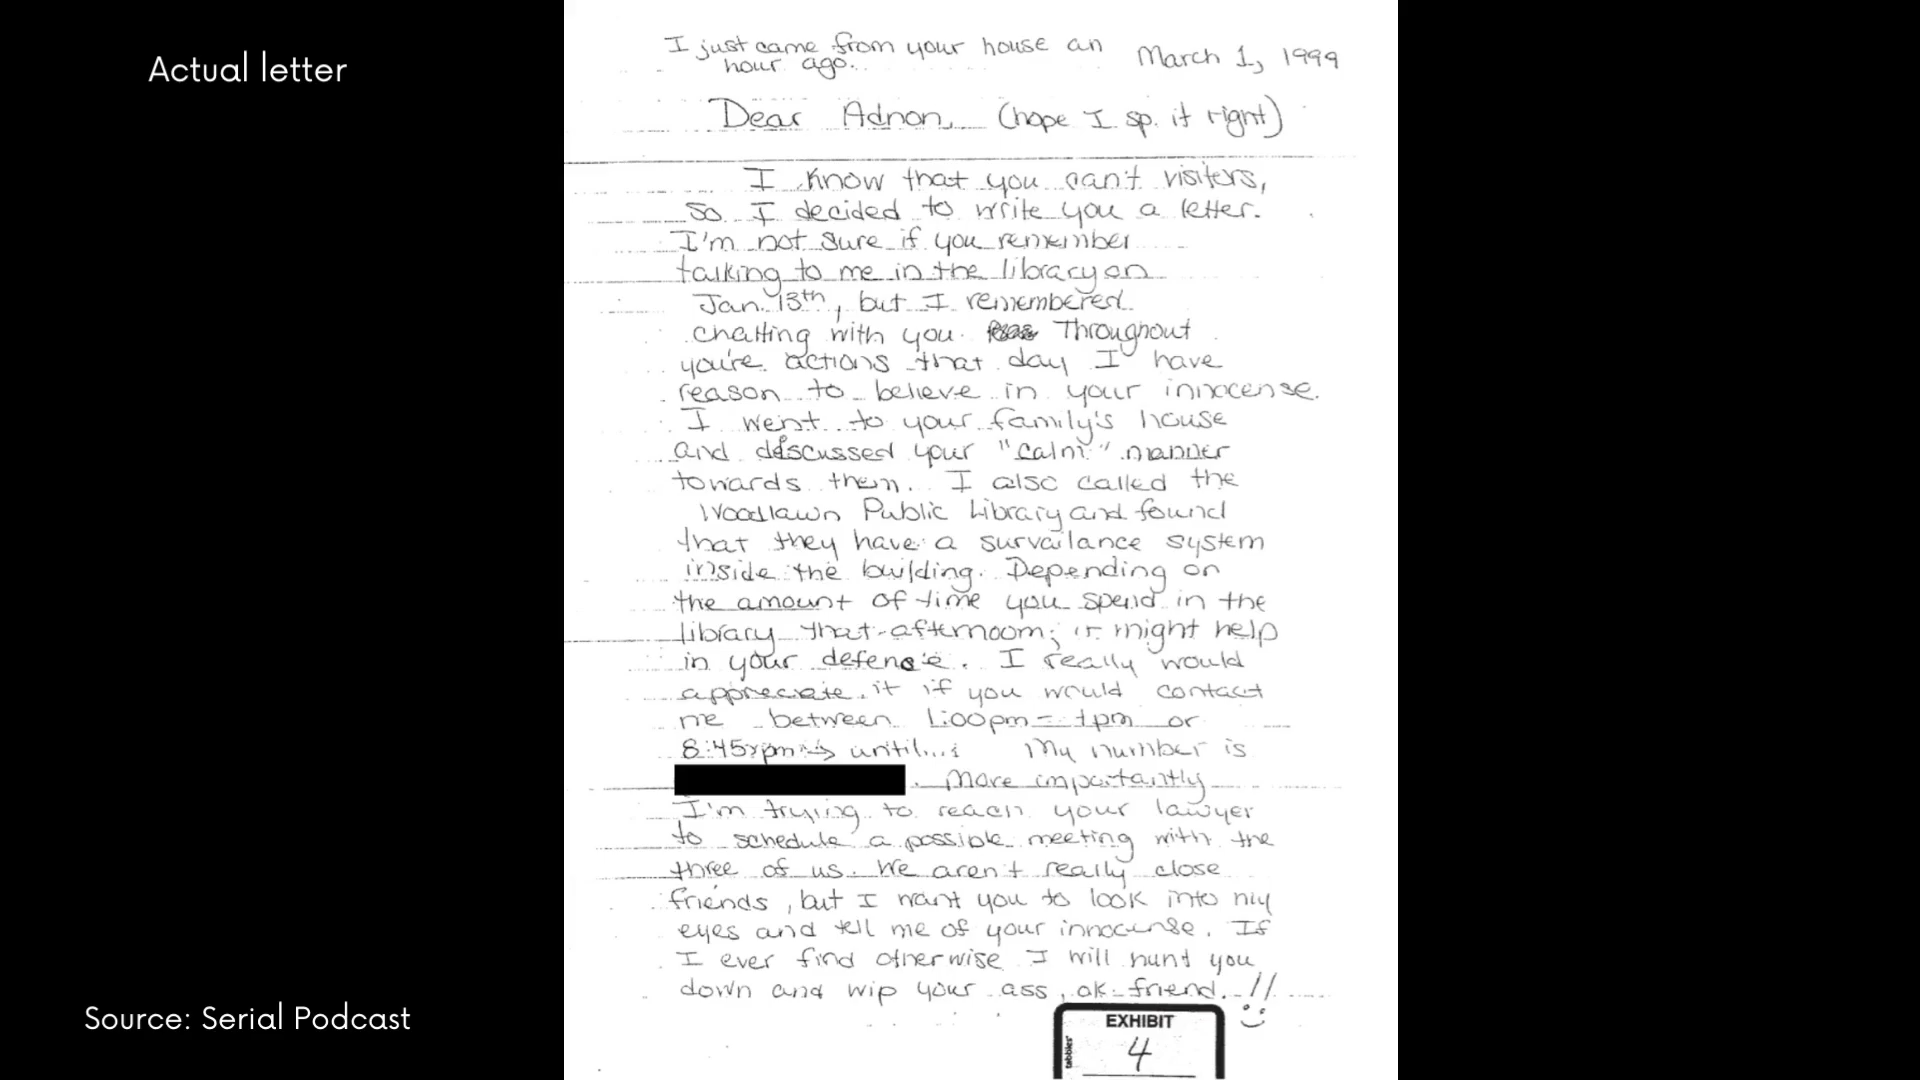 Actual letter
I just came from your house an
hour ago..
March 1, 1999
Dear Adnon, (hope I sp. it right)
I know that you can't visiters,
so I decided to write you a letter.
I'm not sure if you remember
talking to me in the library on
Jan. 13th, but I remembered
chatting with you. Throughout
you're actions that day I have
reason to believe in your innocense.
I went to your family's house
and discussed your "calm" manner
towards them. I also called the
Woodlawn Public Library and found
that they have a survailance system
inside the building. Depending on
the amount of time you spend in the
library that afternoom, it might help
in your defence. I really would
appreciate it if you would contact
me between 1:00pm - 4pm or
8:45pm → until... My number is
. More importantly
I'm trying to reach your lawyer
to schedule a possible meeting with the
three of us. We aren't really close
friends, but I want you to look into my
eyes and tell me of your innocense. If
I ever find otherwise I will hunt you
down and wip your ass, ok friend. !!
EXHIBIT
4
tabbies
Source: Serial Podcast